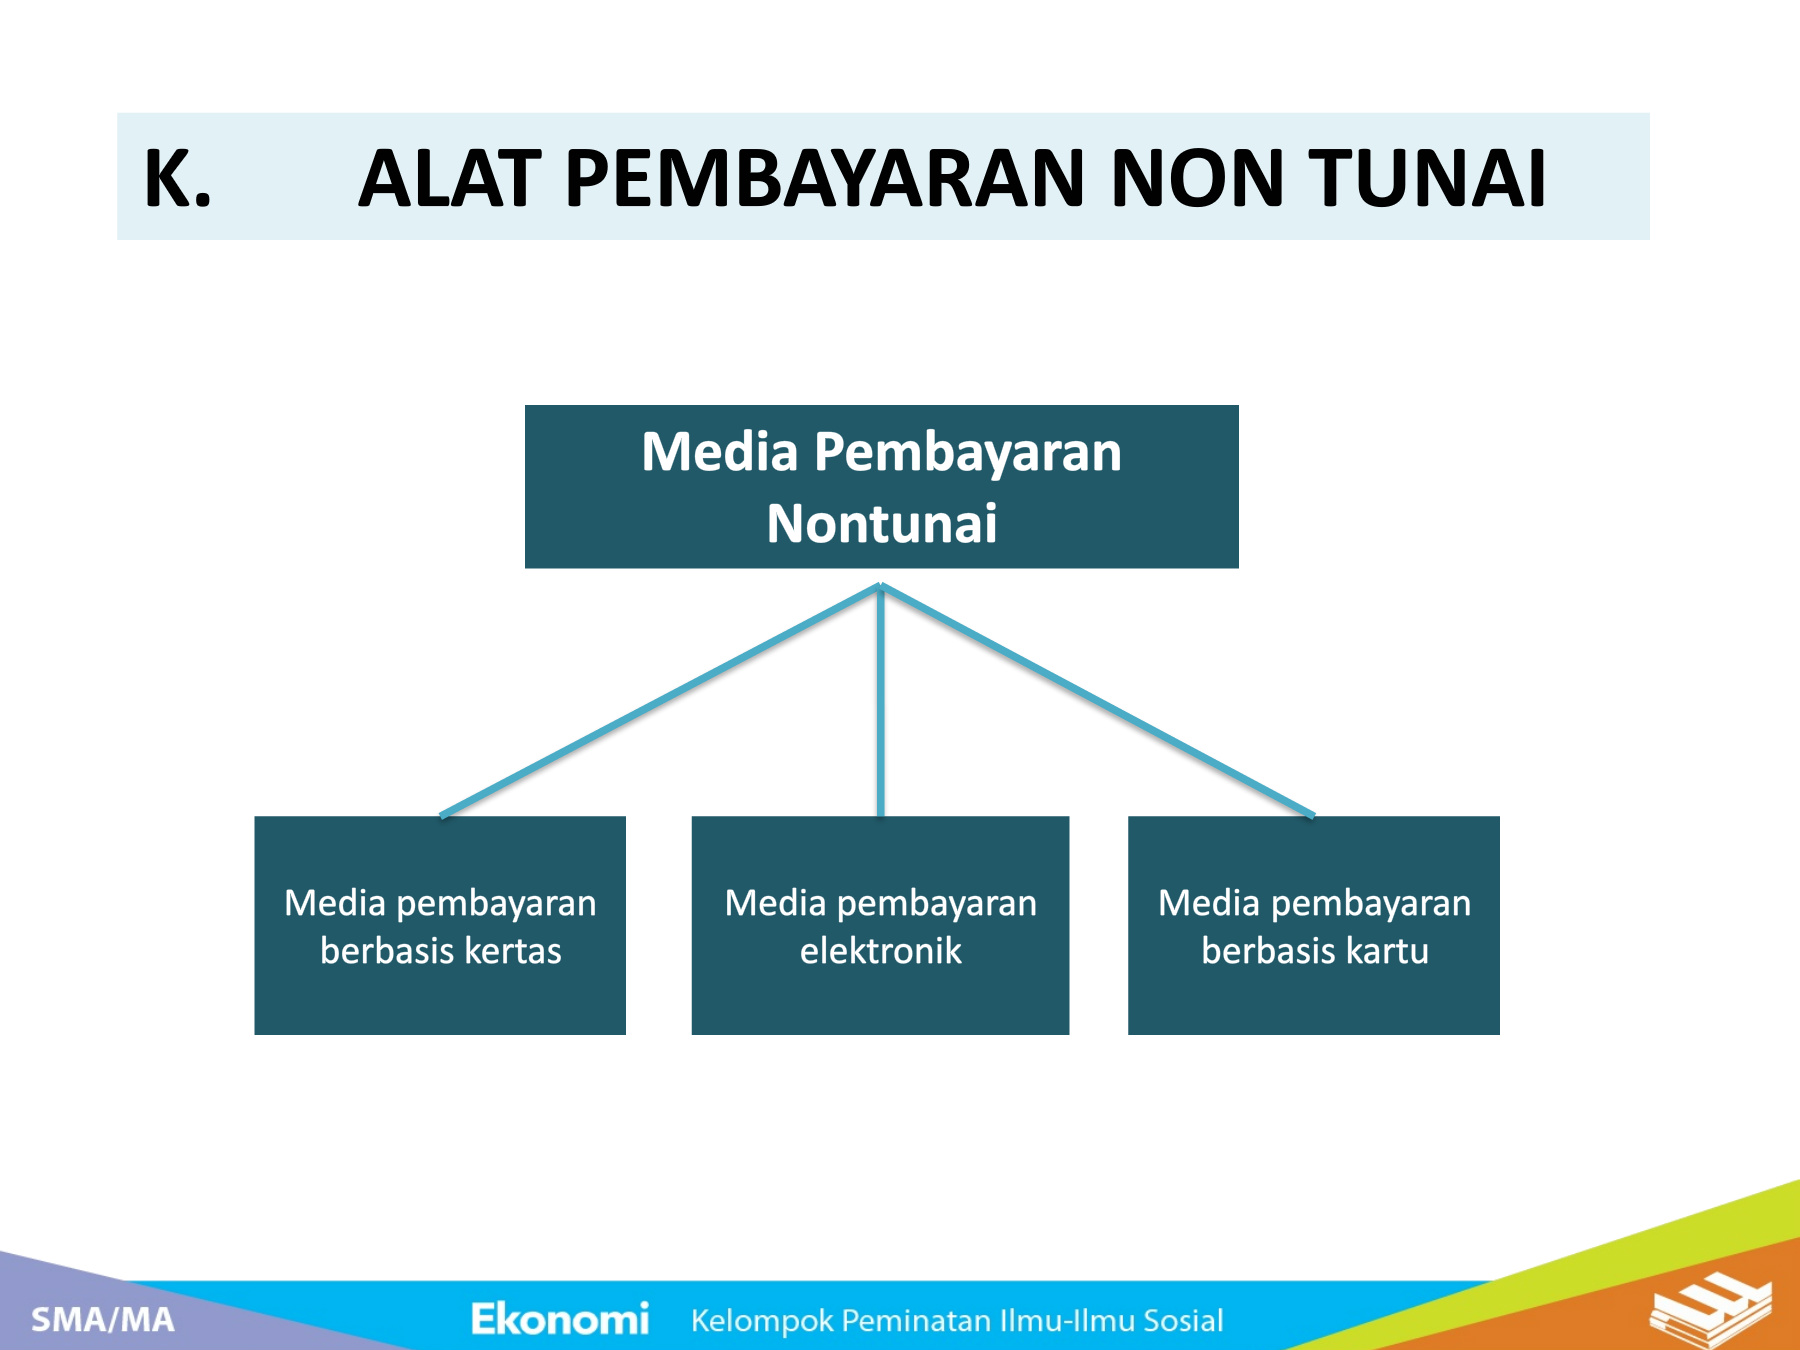 K. ALAT PEMBAYARAN NON TUNAI
Media Pembayaran
Nontunai
Media pembayaran
berbasis kertas
Media pembayaran
elektronik
Media pembayaran
berbasis kartu
SMA/MA
Ekonomi Kelompok Peminatan Ilmu-Ilmu Sosial